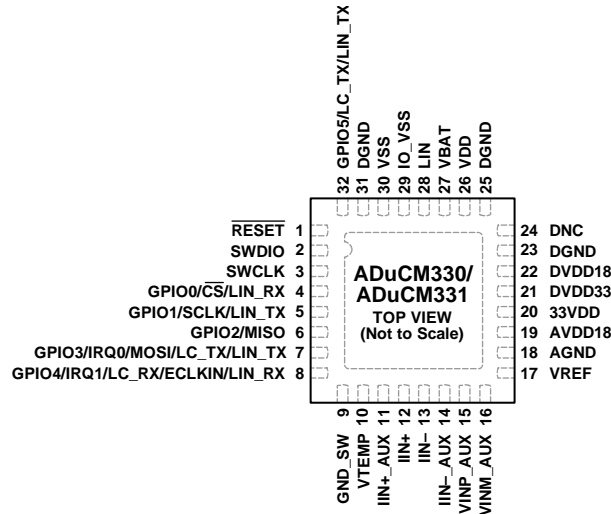 32 GPIO5/LC_TX/LIN_TX
31 DGND
30 VSS
29 IO_VSS
28 LIN
27 VBAT
26 VDD
25 DGND
RESET 1
SWDIO 2
SWCLK 3
GPIO0/CS/LIN_RX 4
GPIO1/SCLK/LIN_TX 5
GPIO2/MISO 6
GPIO3/IRQ0/MOSI/LC_TX/LIN_TX 7
GPIO4/IRQ1/LC_RX/ECLKIN/LIN_RX 8
ADuCM330/
ADuCM331
TOP VIEW
(Not to Scale)
24 DNC
23 DGND
22 DVDD18
21 DVDD33
20 33VDD
19 AVDD18
18 AGND
17 VREF
GND_SW 9
VTEMP 10
IIN+_AUX 11
IIN+ 12
IIN– 13
IIN–_AUX 14
VINP_AUX 15
VINM_AUX 16